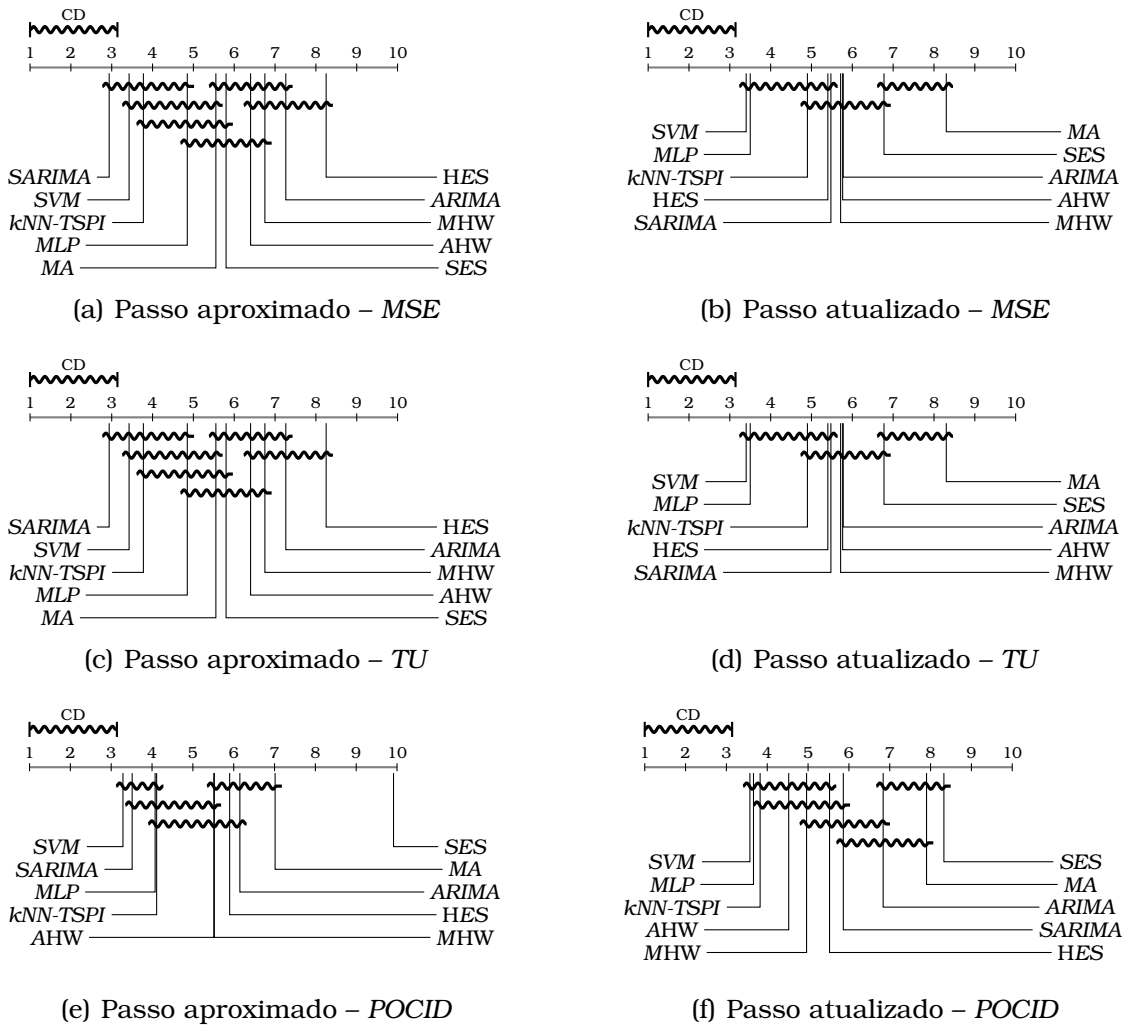 CD
1 2 3 4 5 6 7 8 9 10
SARIMA
SVM
kNN-TSPI
MLP
MA
HES
ARIMA
MHW
AHW
SES
(a) Passo aproximado – MSE
CD
1 2 3 4 5 6 7 8 9 10
SVM
MLP
kNN-TSPI
HES
SARIMA
MA
SES
ARIMA
AHW
MHW
(b) Passo atualizado – MSE
CD
1 2 3 4 5 6 7 8 9 10
SARIMA
SVM
kNN-TSPI
MLP
MA
HES
ARIMA
MHW
AHW
SES
(c) Passo aproximado – TU
CD
1 2 3 4 5 6 7 8 9 10
SVM
MLP
kNN-TSPI
HES
SARIMA
MA
SES
ARIMA
AHW
MHW
(d) Passo atualizado – TU
CD
1 2 3 4 5 6 7 8 9 10
SVM
SARIMA
MLP
kNN-TSPI
AHW
SES
MA
ARIMA
HES
MHW
(e) Passo aproximado – POCID
CD
1 2 3 4 5 6 7 8 9 10
SVM
MLP
kNN-TSPI
AHW
MHW
SES
MA
ARIMA
SARIMA
HES
(f) Passo atualizado – POCID